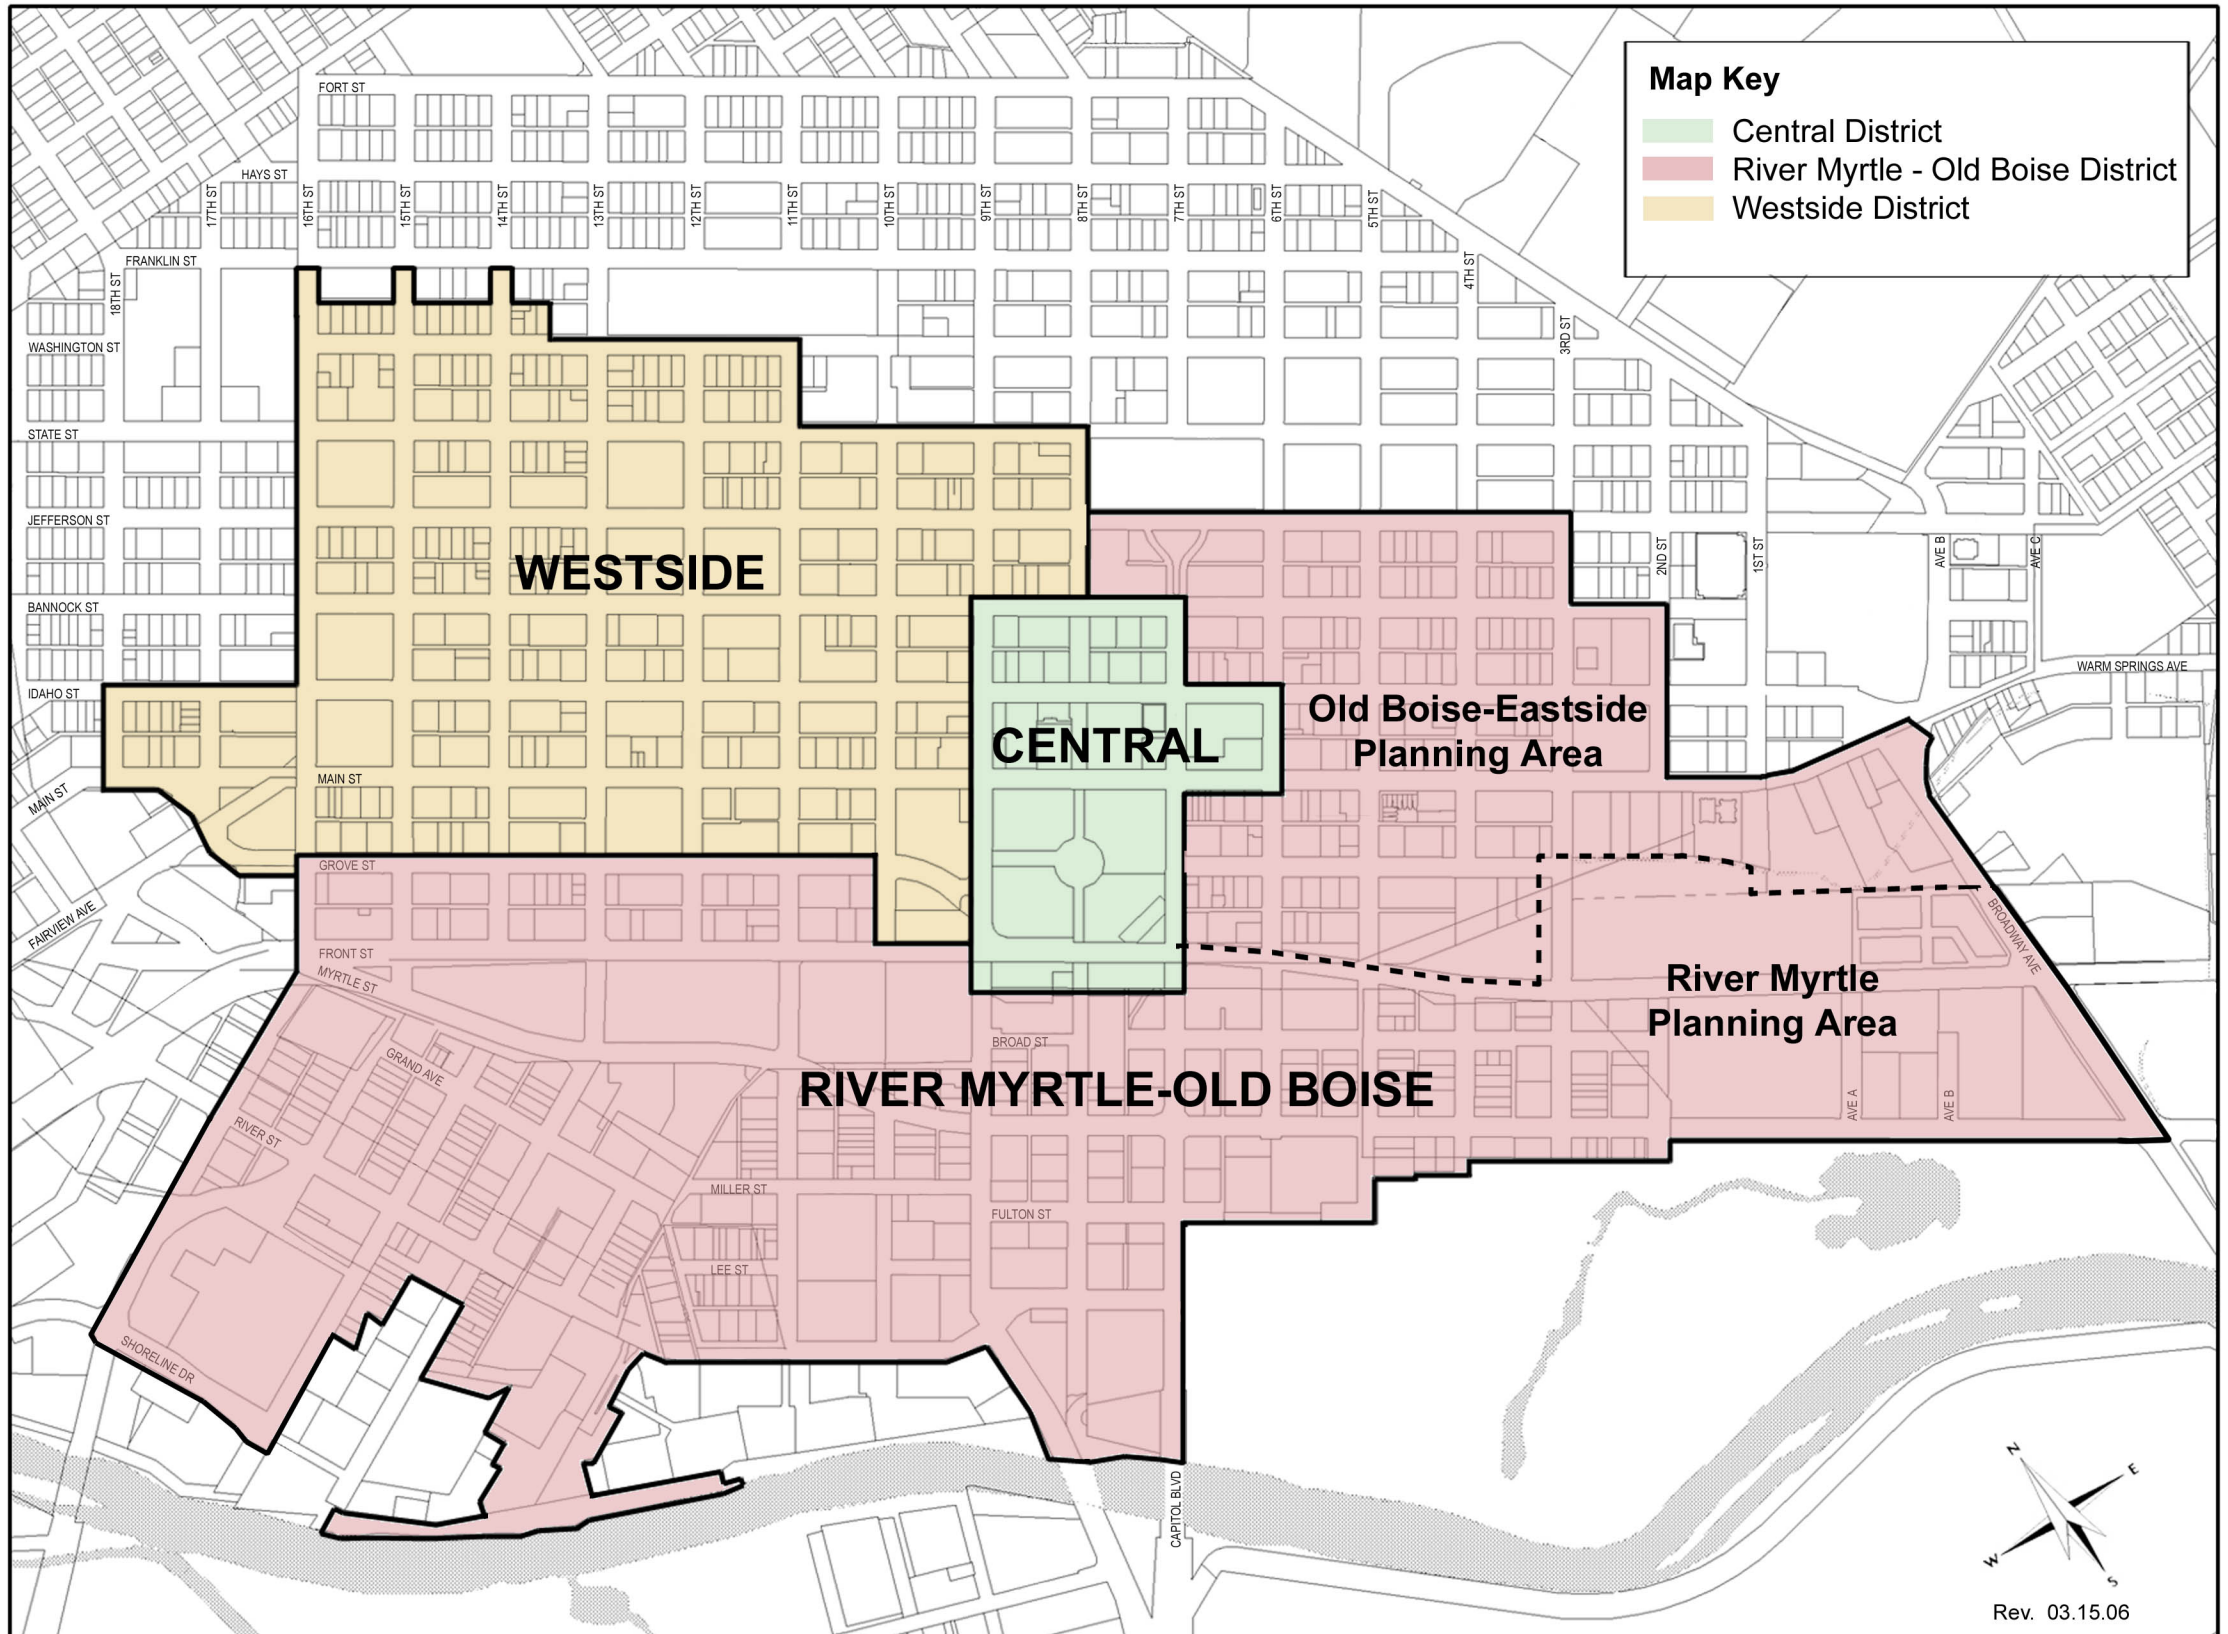 Map Key
Central District
River Myrtle - Old Boise District
Westside District
FORT ST
HAYS ST
17TH ST
16TH ST
15TH ST
14TH ST
13TH ST
12TH ST
11TH ST
10TH ST
9TH ST
8TH ST
7TH ST
6TH ST
5TH ST
FRANKLIN ST
18TH ST
4TH ST
3RD ST
WASHINGTON ST
STATE ST
JEFFERSON ST
2ND ST
1ST ST
AVE B
AVE C
WESTSIDE
BANNOCK ST
WARM SPRINGS AVE
IDAHO ST
Old Boise-Eastside
Planning Area
CENTRAL
MAIN ST
MAIN ST
GROVE ST
FAIRVIEW AVE
BROADWAY AVE
FRONT ST
MYRTLE ST
River Myrtle
Planning Area
BROAD ST
GRAND AVE
RIVER MYRTLE-OLD BOISE
AVE A
AVE B
RIVER ST
MILLER ST
FULTON ST
LEE ST
SHORELINE DR
CAPITOL BLVD
N
E
W
S
Rev. 03.15.06